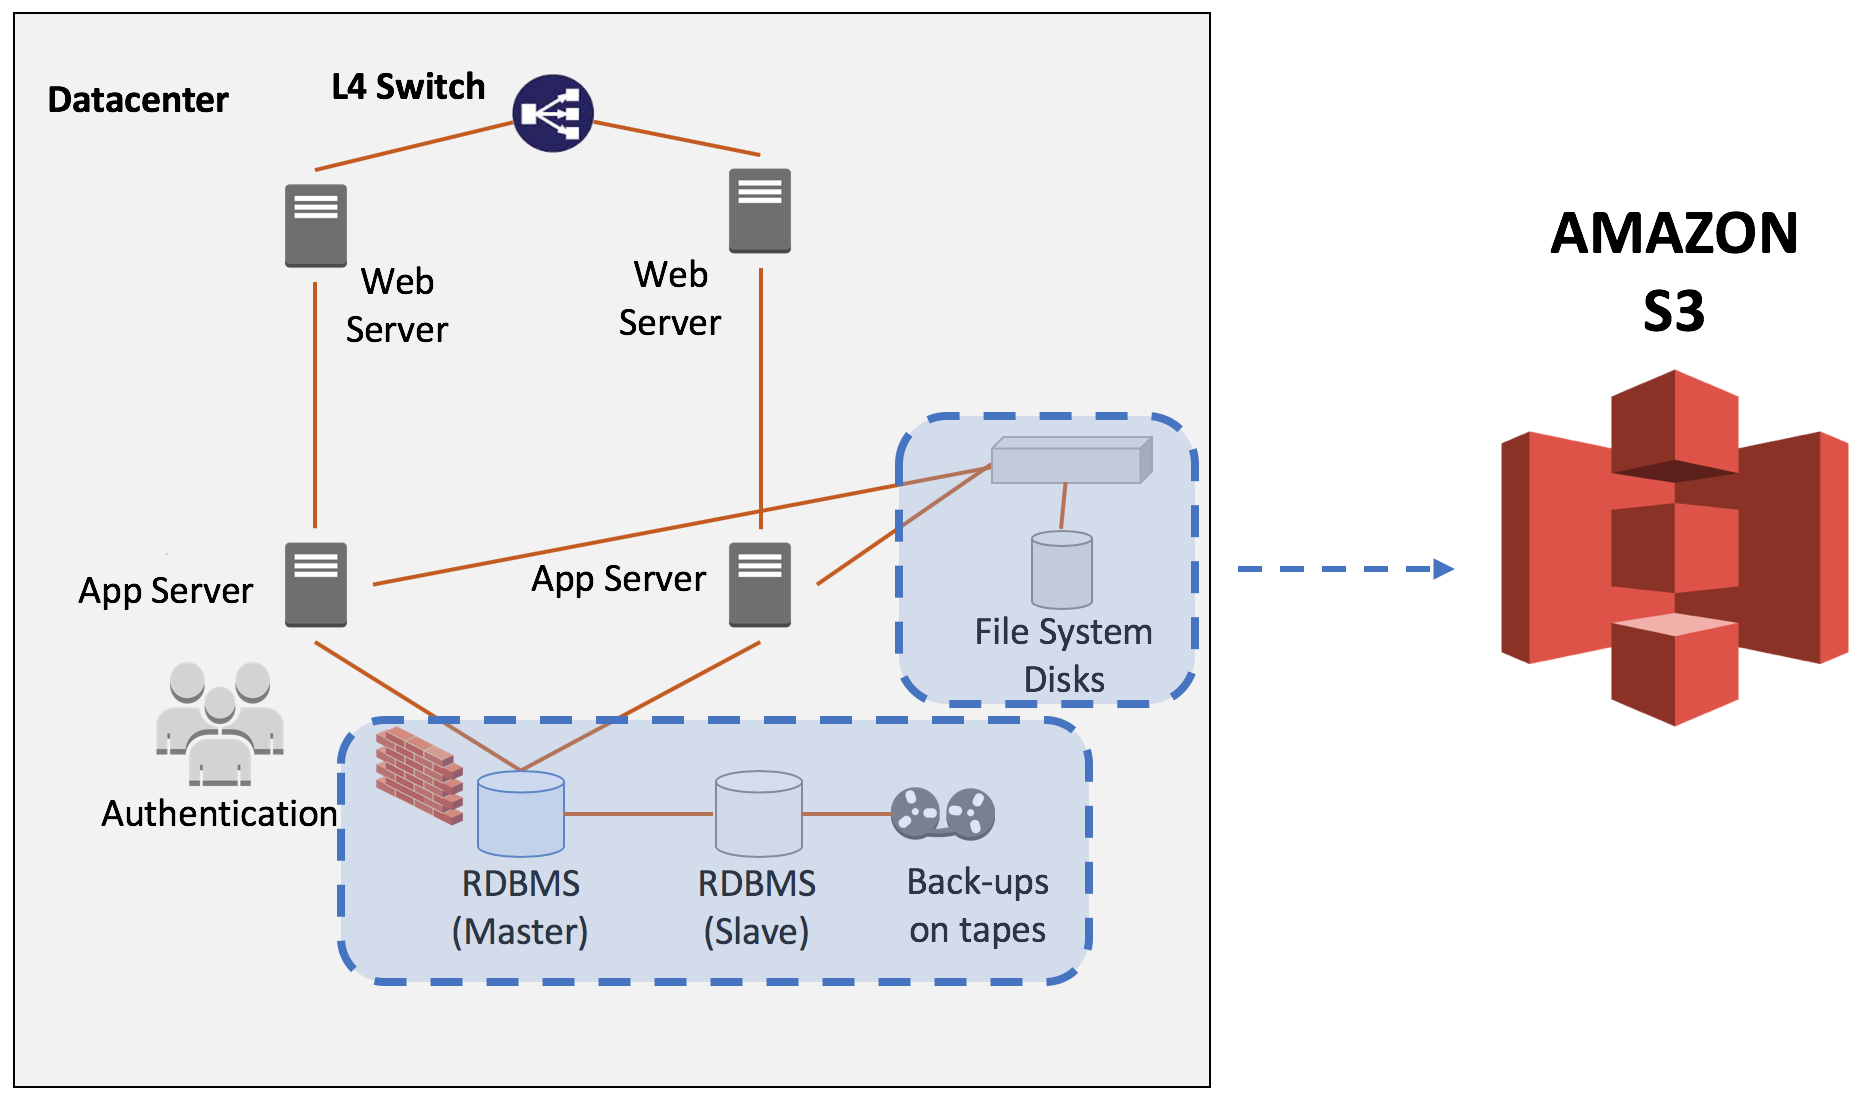 Datacenter
L4 Switch
AMAZON
S3
Web
Server
Web
Server
App Server
App Server
File System
Disks
Authentication
RDBMS
(Master)
RDBMS
(Slave)
Back-ups
on tapes